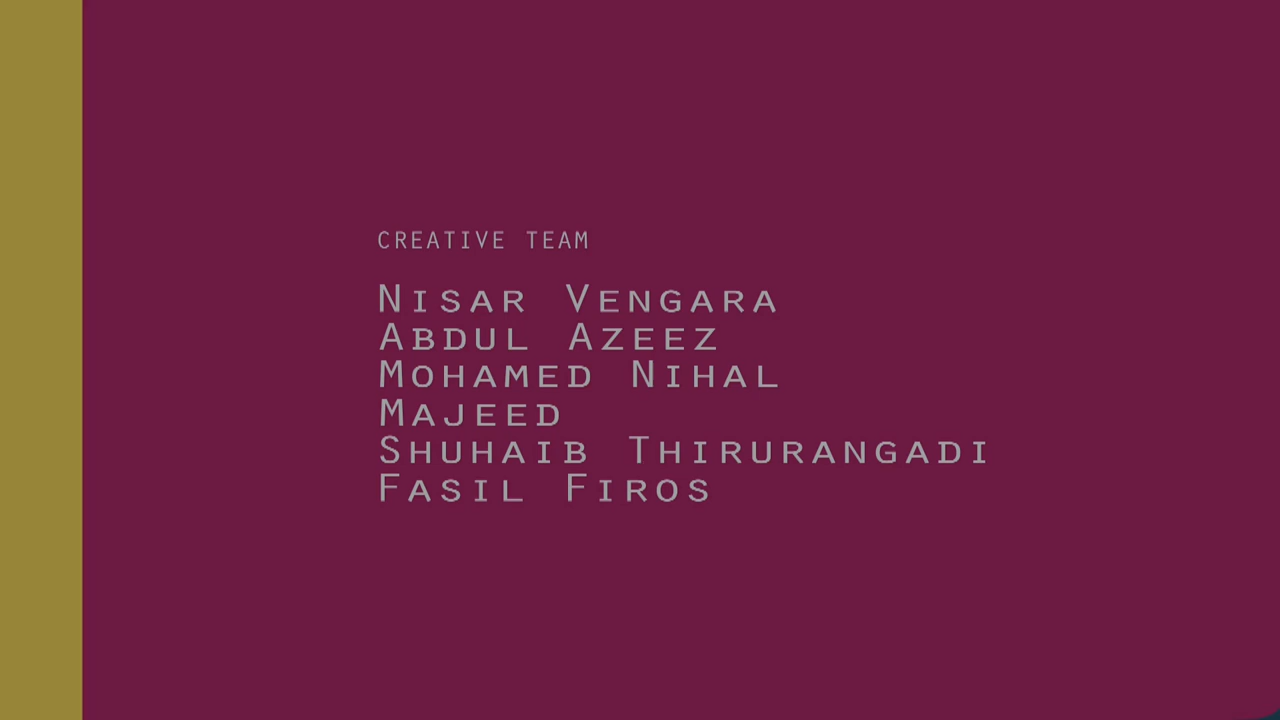 CREATIVE TEAM
NISAR VENGARA
ABDUL AZEEZ
MOHAMED NIHAL
MAJEED
SHUHAIB THIRURANGADI
FASIL FIROS